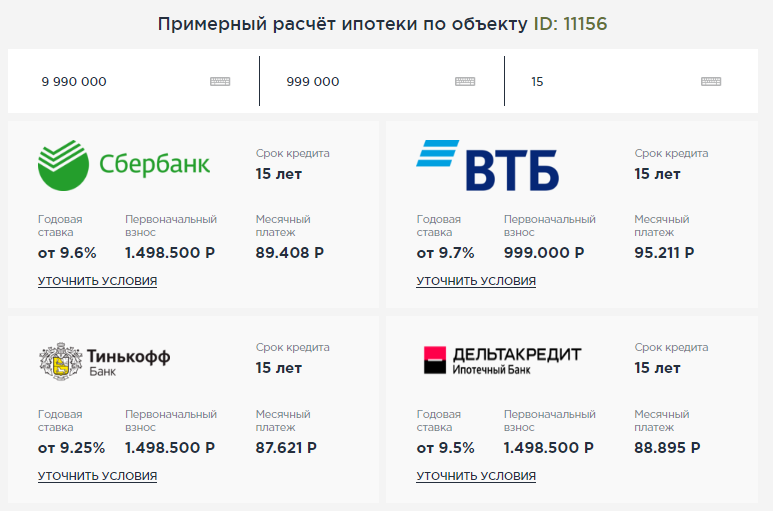 Примерный расчёт ипотеки по объекту ID: 11156
9 990 000
999 000
15
Сбербанк
Срок кредита
15 лет
Годовая ставка
Первоначальный взнос
Месячный платеж
от 9.6%
1.498.500 Р
89.408 Р
УТОЧНИТЬ УСЛОВИЯ
ВТБ
Срок кредита
15 лет
Годовая ставка
Первоначальный взнос
Месячный платеж
от 9.7%
999.000 Р
95.211 Р
УТОЧНИТЬ УСЛОВИЯ
Тинькофф
Банк
Срок кредита
15 лет
Годовая ставка
Первоначальный взнос
Месячный платеж
от 9.25%
1.498.500 Р
87.621 Р
УТОЧНИТЬ УСЛОВИЯ
ДЕЛЬТАКРЕДИТ
Ипотечный Банк
Срок кредита
15 лет
Годовая ставка
Первоначальный взнос
Месячный платеж
от 9.5%
1.498.500 Р
88.895 Р
УТОЧНИТЬ УСЛОВИЯ